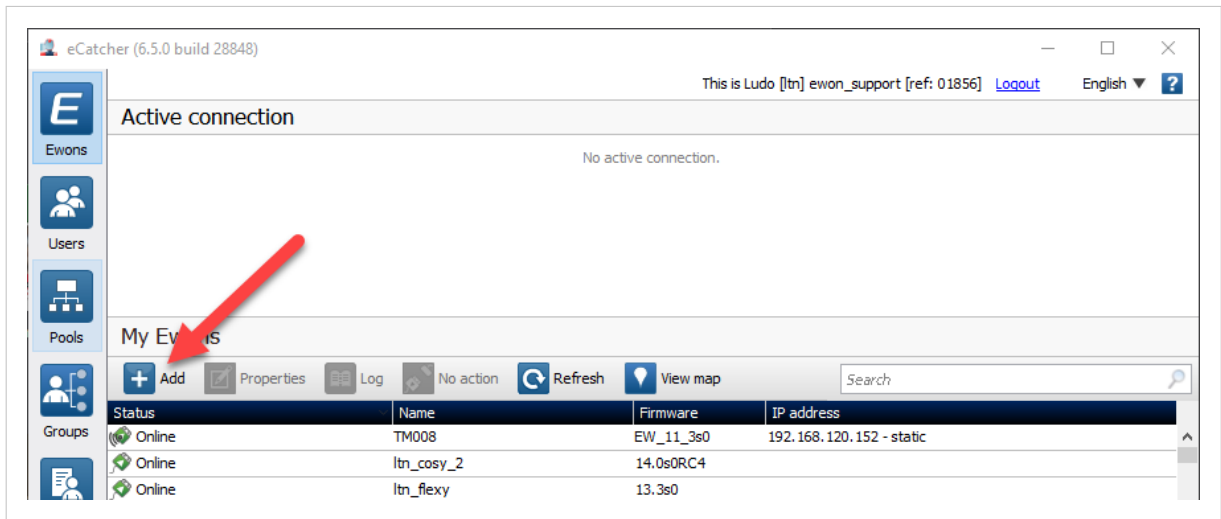 eCatcher (6.5.0 build 28848)
This is Ludo [ltn] ewon_support [ref: 01856] Logout English ?
Active connection
Ewons
No active connection.
Users
Pools
My Ewons
Add Properties Log No action Refresh View map Search
Status Name Firmware IP address
Groups
Online TM008 EW_11_3s0 192.168.120.152 - static
Online ltn_cosy_2 14.0s0RC4
Online ltn_flexy 13.3s0